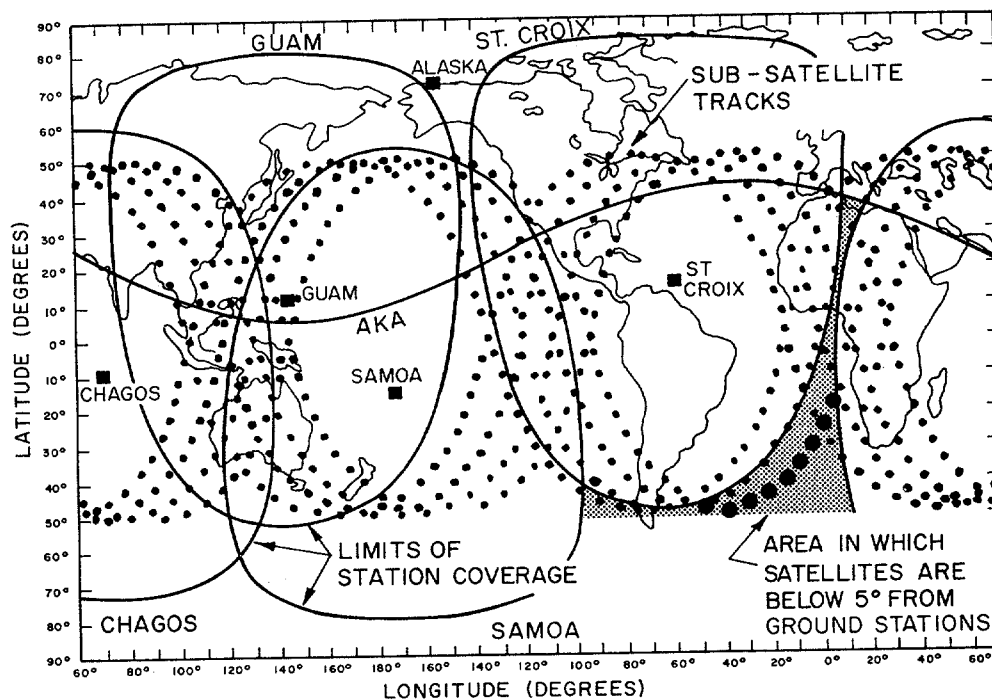 GUAM
ST. CROIX
ALASKA
SUB-SATELLITE
TRACKS
GUAM
ST
CROIX
AKA
SAMOA
CHAGOS
LIMITS OF
STATION COVERAGE
AREA IN WHICH
SATELLITES ARE
BELOW 5° FROM
GROUND STATIONS
CHAGOS
SAMOA
LATITUDE (DEGREES)
90°
80°
70°
60°
50°
40°
30°
20°
10°
0°
10°
20°
30°
40°
50°
60°
70°
80°
90°
60° 80° 100° 120° 140° 160° 180° 160° 140° 120° 100° 80° 60° 40° 20° 0° 20° 40° 60°
LONGITUDE (DEGREES)